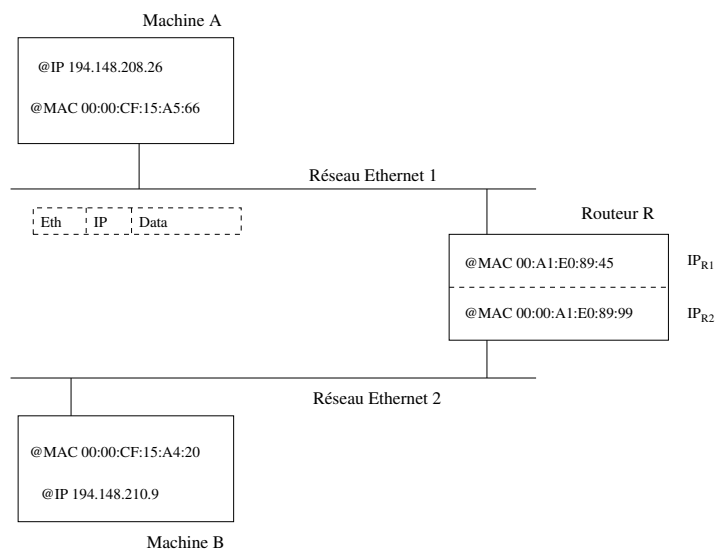 Machine A
@IP 194.148.208.26
@MAC 00:00:CF:15:A5:66
Réseau Ethernet 1
Eth IP Data
Routeur R
@MAC 00:A1:E0:89:45 IP_R1
@MAC 00:00:A1:E0:89:99 IP_R2
Réseau Ethernet 2
@MAC 00:00:CF:15:A4:20
@IP 194.148.210.9
Machine B